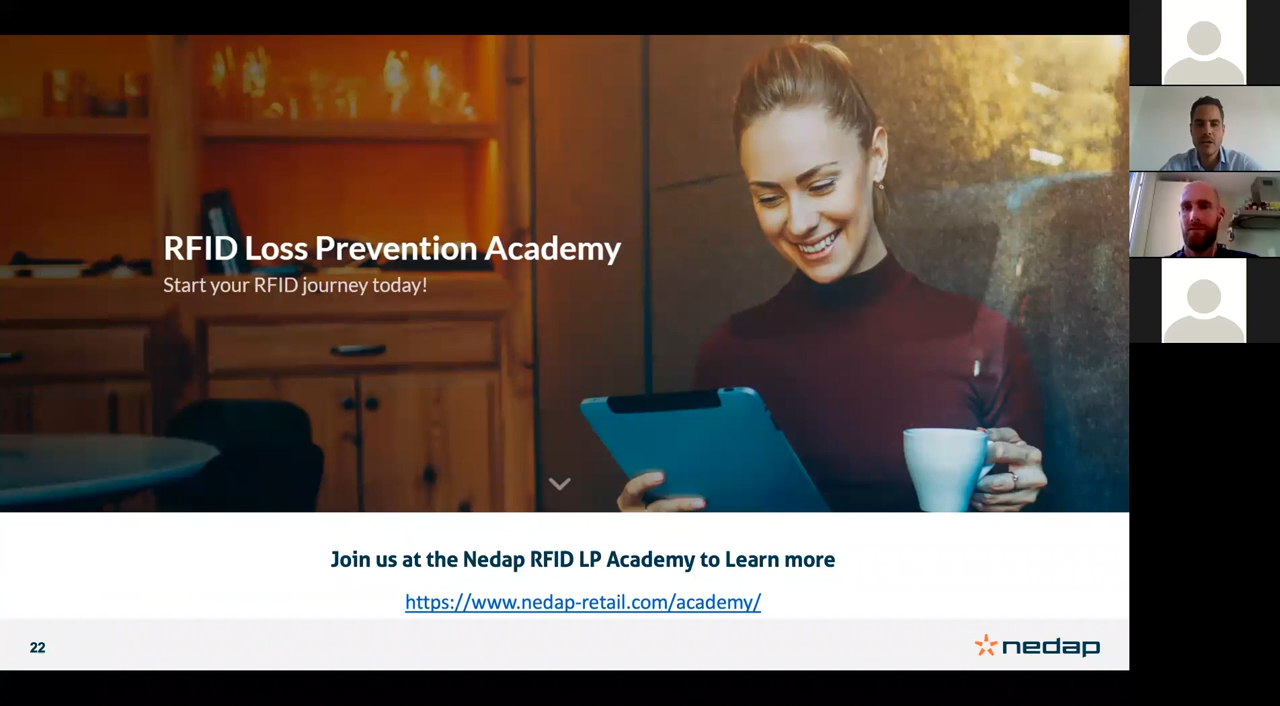 RFID Loss Prevention Academy
Start your RFID journey today!
Join us at the Nedap RFID LP Academy to Learn more
https://www.nedap-retail.com/academy/
22
nedap